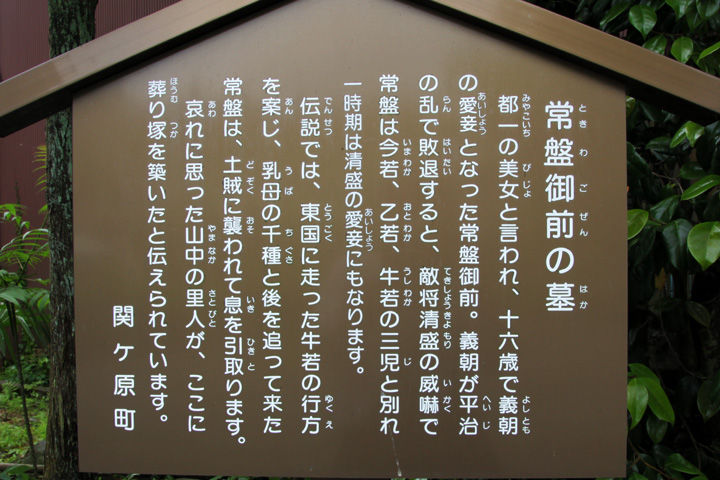 常盤御前の墓
都一の美女と言われ、十六歳で義朝
の愛妾となった常盤御前。義朝が平治
の乱で敗退すると、敵将清盛の威嚇で
常盤は今若、乙若、牛若の三児と別れ
一時期は清盛の愛妾にもなります。
伝説では、東国に走った牛若の行方
を案じ、乳母の千種と後を追って来た
常盤は、土賊に襲われて息を引取ります。
哀れに思った山中の里人が、ここに
葬り塚を築いたと伝えられています。
関ケ原町